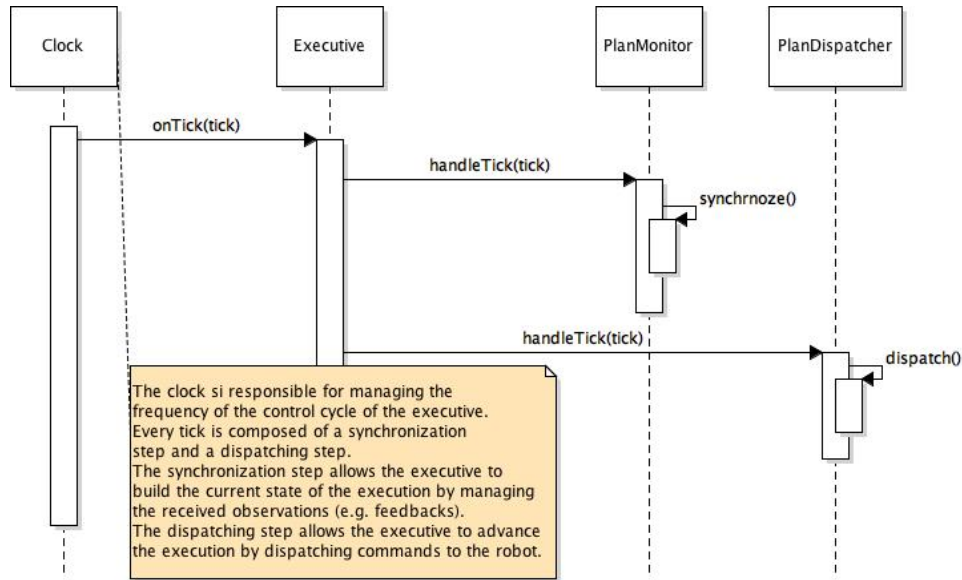 Clock
Executive
PlanMonitor
PlanDispatcher
onTick(tick)
handleTick(tick)
synchrnoze()
handleTick(tick)
dispatch()
The clock si responsible for managing the
frequency of the control cycle of the executive.
Every tick is composed of a synchronization
step and a dispatching step.
The synchronization step allows the executive to
build the current state of the execution by managing
the received observations (e.g. feedbacks).
The dispatching step allows the executive to advance
the execution by dispatching commands to the robot.